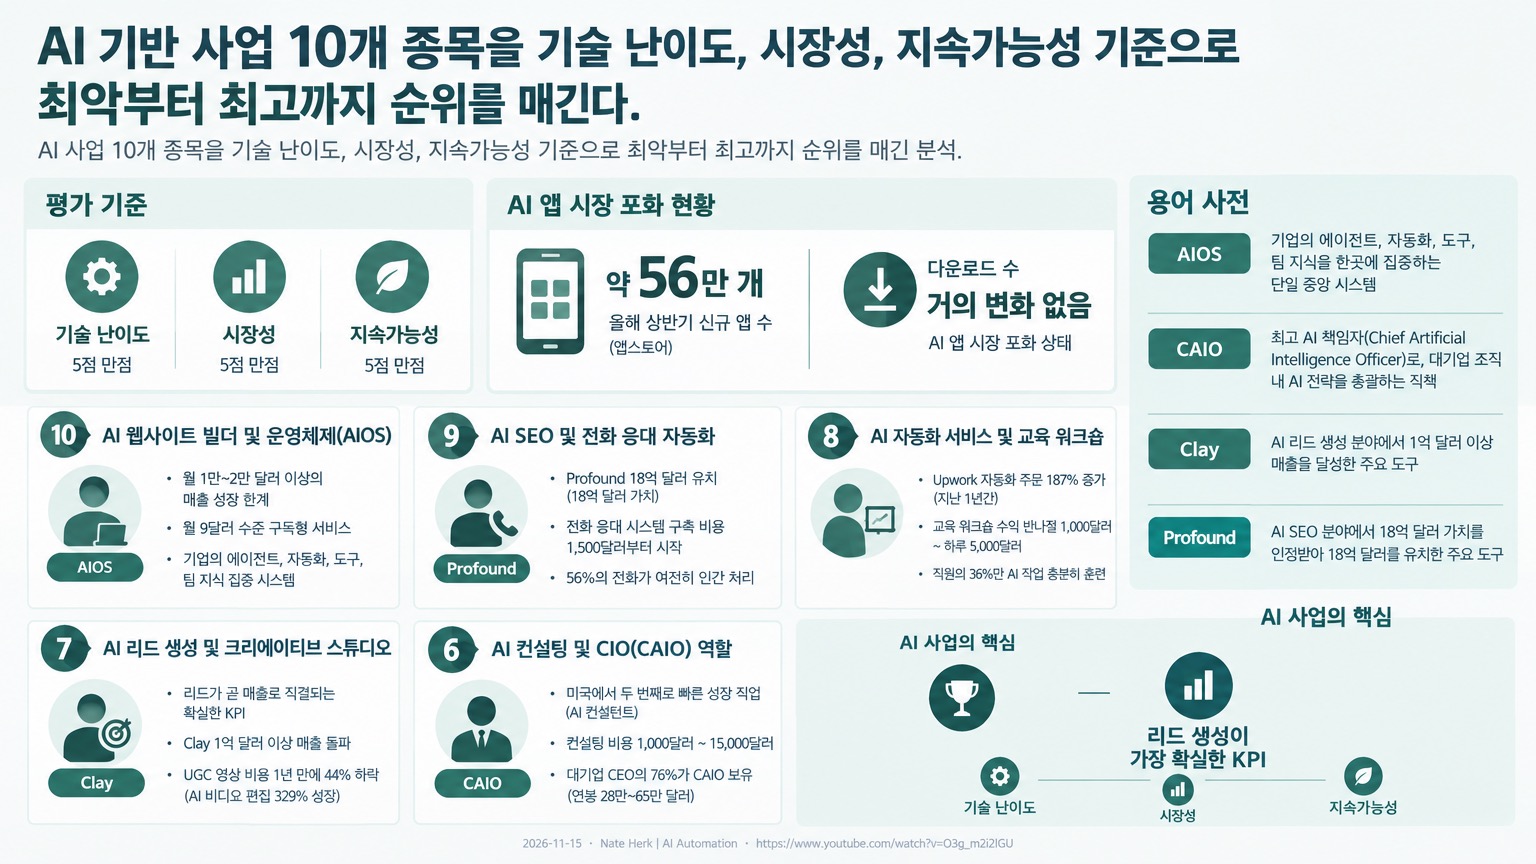 AI 기반 사업 10개 종목을 기술 난이도, 시장성, 지속가능성 기준으로
최악부터 최고까지 순위를 매긴다.
AI 사업 10개 종목을 기술 난이도, 시장성, 지속가능성 기준으로 최악부터 최고까지 순위를 매긴 분석.
평가 기준
기술 난이도
5점 만점
시장성
5점 만점
지속가능성
5점 만점
AI 앱 시장 포화 현황
약 56만 개
올해 상반기 신규 앱 수
(앱스토어)
다운로드 수
거의 변화 없음
AI 앱 시장 포화 상태
용어 사전
AIOS
기업의 에이전트, 자동화, 도구,
팀 지식을 한곳에 집중하는
단일 중앙 시스템
CAIO
최고 AI 책임자(Chief Artificial
Intelligence Officer)로, 대기업 조직
내 AI 전략을 총괄하는 직책
Clay
AI 리드 생성 분야에서 1억 달러 이상
매출을 달성한 주요 도구
Profound
AI SEO 분야에서 18억 달러 가치를
인정받아 18억 달러를 유치한 주요 도구
10 AI 웹사이트 빌더 및 운영체제(AIOS)
• 월 1만~2만 달러 이상의
매출 성장 한계
• 월 9달러 수준 구독형 서비스
• 기업의 에이전트, 자동화, 도구,
팀 지식 집중 시스템
AIOS
9 AI SEO 및 전화 응대 자동화
• Profound 18억 달러 유치
(18억 달러 가치)
• 전화 응대 시스템 구축 비용
1,500달러부터 시작
• 56%의 전화가 여전히 인간 처리
Profound
8 AI 자동화 서비스 및 교육 워크숍
• Upwork 자동화 주문 187% 증가
(지난 1년간)
• 교육 워크숍 수익 반나절 1,000달러
~ 하루 5,000달러
• 직원의 36%만 AI 작업 충분히 훈련
7 AI 리드 생성 및 크리에이티브 스튜디오
• 리드가 곧 매출로 직결되는
확실한 KPI
• Clay 1억 달러 이상 매출 돌파
• UGC 영상 비용 1년 만에 44% 하락
(AI 비디오 편집 329% 성장)
Clay
6 AI 컨설팅 및 CIO(CAIO) 역할
• 미국에서 두 번째로 빠른 성장 직업
(AI 컨설턴트)
• 컨설팅 비용 1,000달러 ~ 15,000달러
• 대기업 CEO의 76%가 CAIO 보유
(연봉 28만~65만 달러)
CAIO
AI 사업의 핵심
AI 사업의 핵심
리드 생성이
가장 확실한 KPI
기술 난이도
시장성
지속가능성
2026-11-15 · Nate Herk | AI Automation · https://www.youtube.com/watch?v=O3g_m2i2lGU